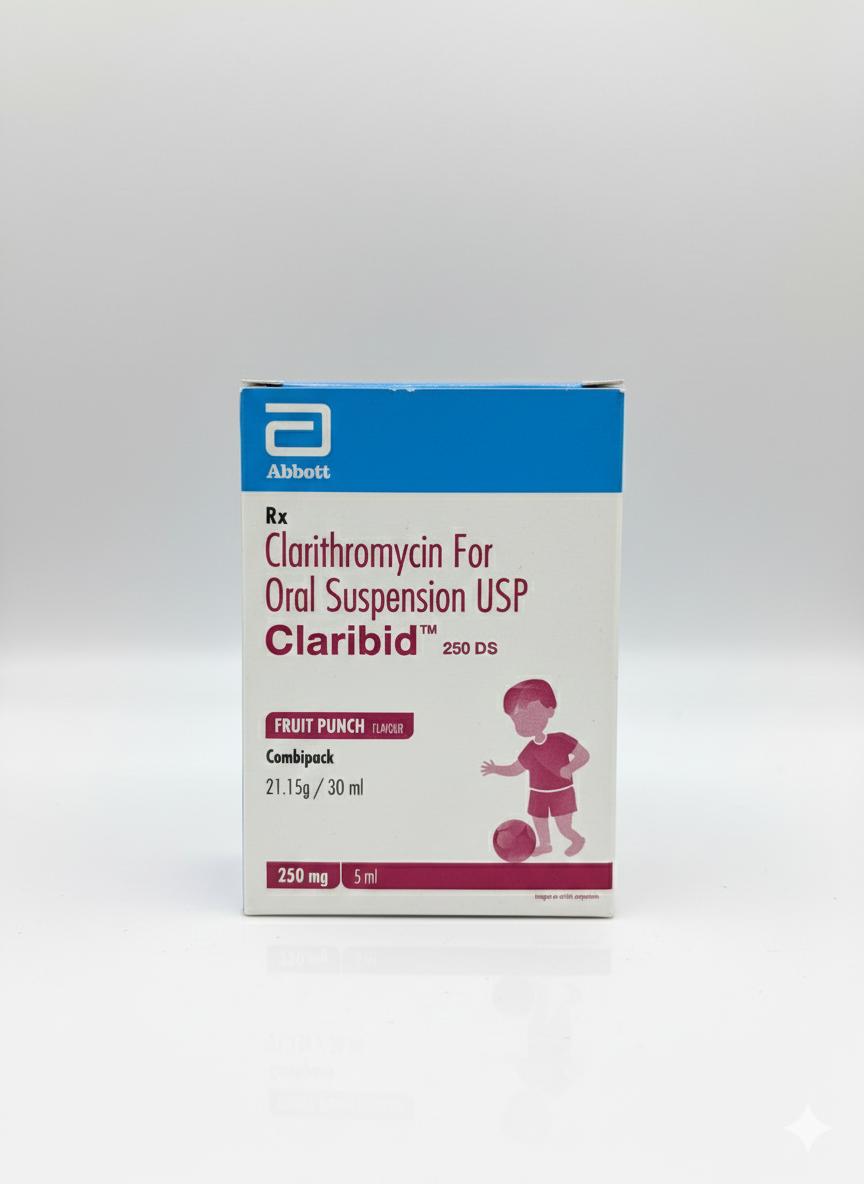 Abbott
Rx
Clarithromycin For
Oral Suspension USP
Claribid™ 250 DS
FRUIT PUNCH
Combipack
21.15g / 30 ml
250 mg 5 ml